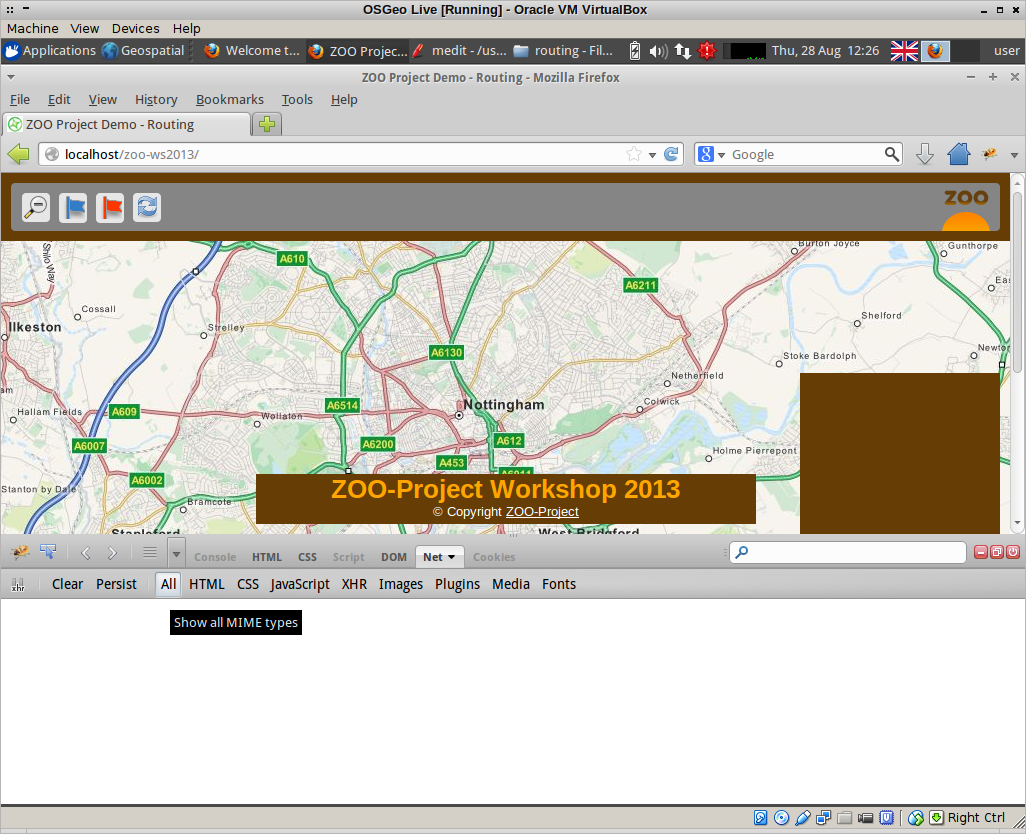 OSGeo Live [Running] - Oracle VM VirtualBox
Machine View Devices Help
Applications Geospatial Welcome t... ZOO Projec... medit - /us... routing - Fil... Thu, 28 Aug 12:26 user
ZOO Project Demo - Routing - Mozilla Firefox
File Edit View History Bookmarks Tools Help
ZOO Project Demo - Routing
localhost/zoo-ws2013/ Google
ZOO
A610
Burton Joyce
Gunthorpe
A6211
Cossall
Ilkeston
Strelley
Shelford
A6130
Stoke Bardolph
Newto
Netherfield
Hallam Fields
A609
A6514
Wollaton
Nottingham
Colwick
A6007
A6200
A612
A453
Holme Pierrepont
A6002
A6011
Stanton by Dale
Bramcote
Stapleford
West Bridgford
ZOO-Project Workshop 2013
© Copyright ZOO-Project
Console HTML CSS Script DOM Net Cookies
xhr Clear Persist All HTML CSS JavaScript XHR Images Plugins Media Fonts
Show all MIME types
Right Ctrl